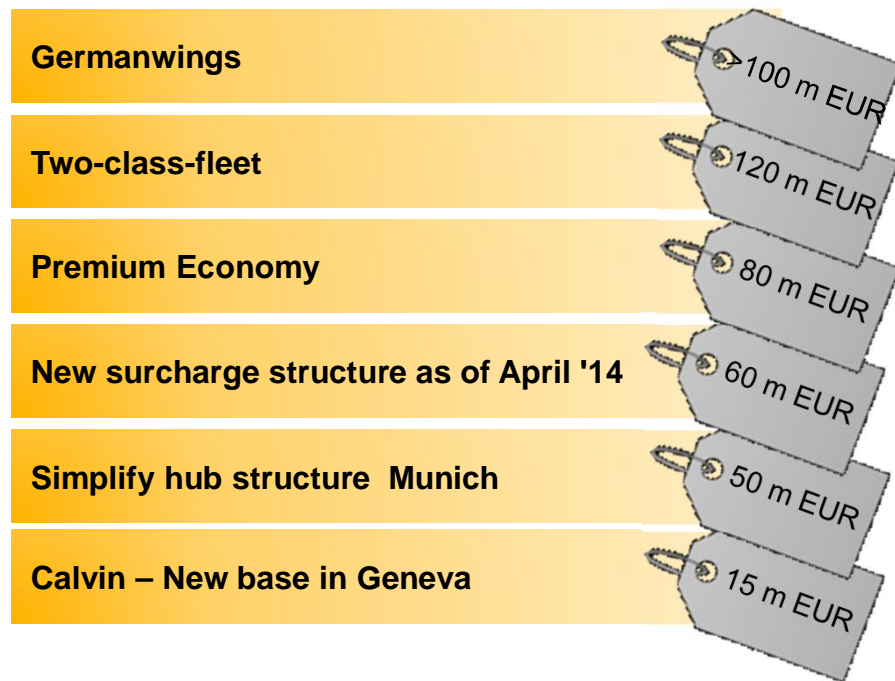 Germanwings
>100 m EUR
Two-class-fleet
120 m EUR
Premium Economy
80 m EUR
New surcharge structure as of April '14
60 m EUR
Simplify hub structure  Munich
50 m EUR
Calvin – New base in Geneva
15 m EUR